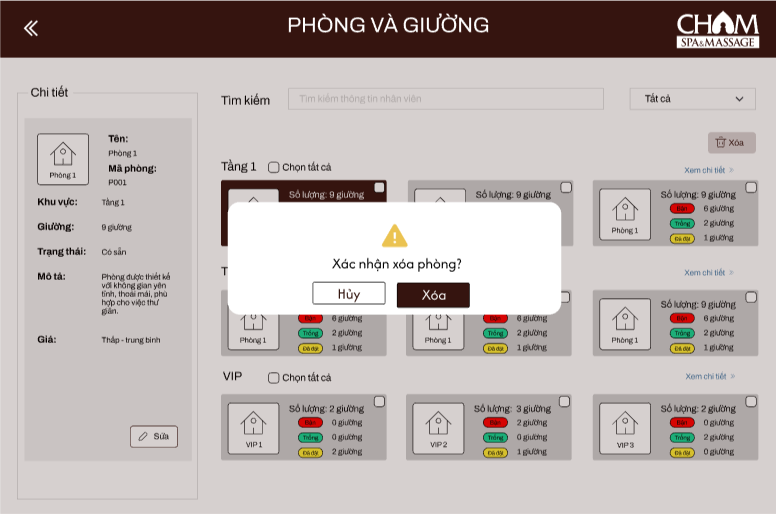 PHÒNG VÀ GIƯỜNG
CHAM
SPA&MASSAGE
Chi tiết
Phòng 1
Tên:
Phòng 1
Mã phòng:
P001
Khu vực: Tầng 1
Giường: 9 giường
Trạng thái: Có sẵn
Mô tả: Phòng được thiết kế
với không gian yên
tĩnh, thoải mái, phù
hợp cho việc thư
giãn.
Giá: Thấp - trung bình
Sửa
Tìm kiếm Tìm kiếm thông tin nhân viên Tất cả
Xóa
Tầng 1 Chọn tất cả Xem chi tiết »
Số lượng: 9 giường
Số lượng: 9 giường
Phòng 1
Số lượng: 9 giường
Bận 6 giường
Trống 2 giường
Đã đặt 1 giường
Xác nhận xóa phòng?
Hủy Xóa
T
Xem chi tiết »
Phòng 1
Bận 6 giường
Trống 2 giường
Đã đặt 1 giường
Phòng 1
Bận 6 giường
Trống 2 giường
Đã đặt 1 giường
Phòng 1
Số lượng: 9 giường
Bận 6 giường
Trống 2 giường
Đã đặt 1 giường
VIP Chọn tất cả Xem chi tiết »
VIP 1
Số lượng: 2 giường
Bận 0 giường
Trống 0 giường
Đã đặt 2 giường
VIP 2
Số lượng: 3 giường
Bận 2 giường
Trống 0 giường
Đã đặt 1 giường
VIP 3
Số lượng: 2 giường
Bận 0 giường
Trống 2 giường
Đã đặt 0 giường